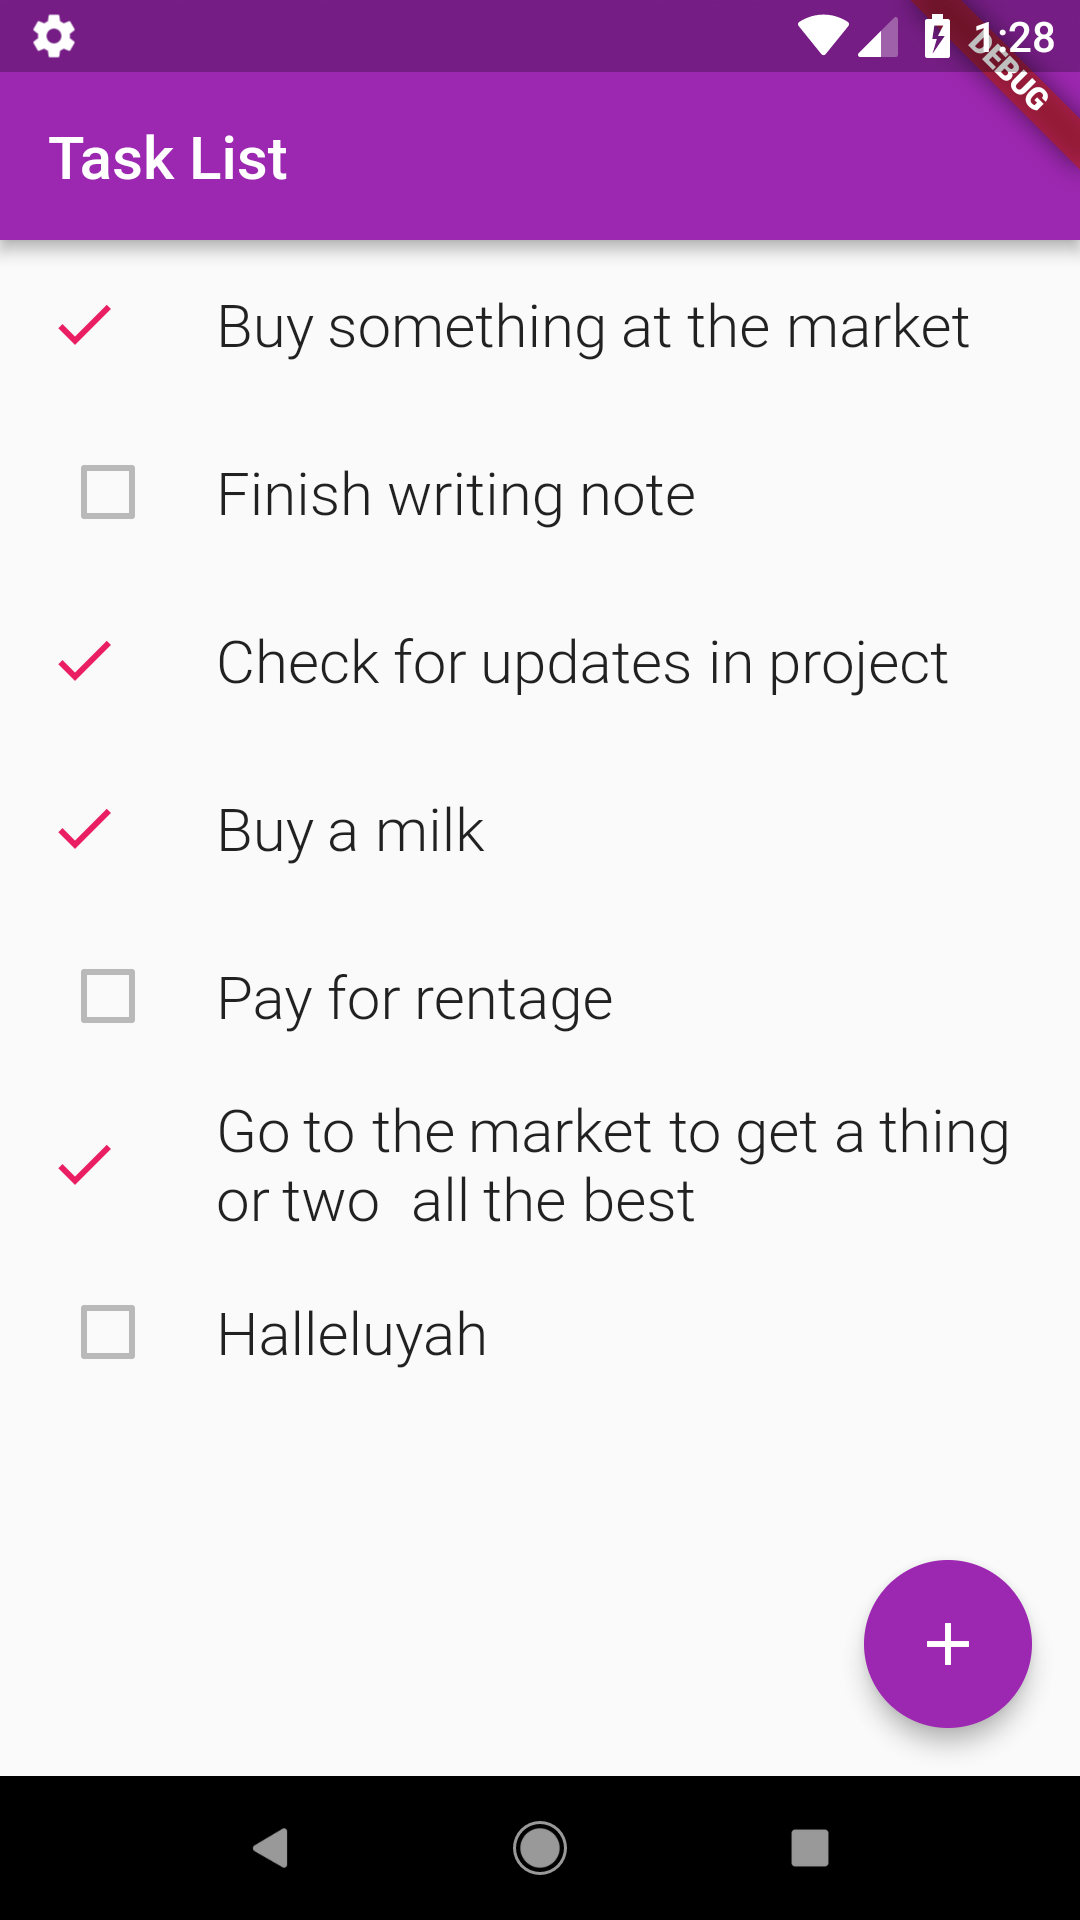 1:28
DEBUG
Task List
Buy something at the market
Finish writing note
Check for updates in project
Buy a milk
Pay for rentage
Go to the market to get a thing
or two  all the best
Halleluyah